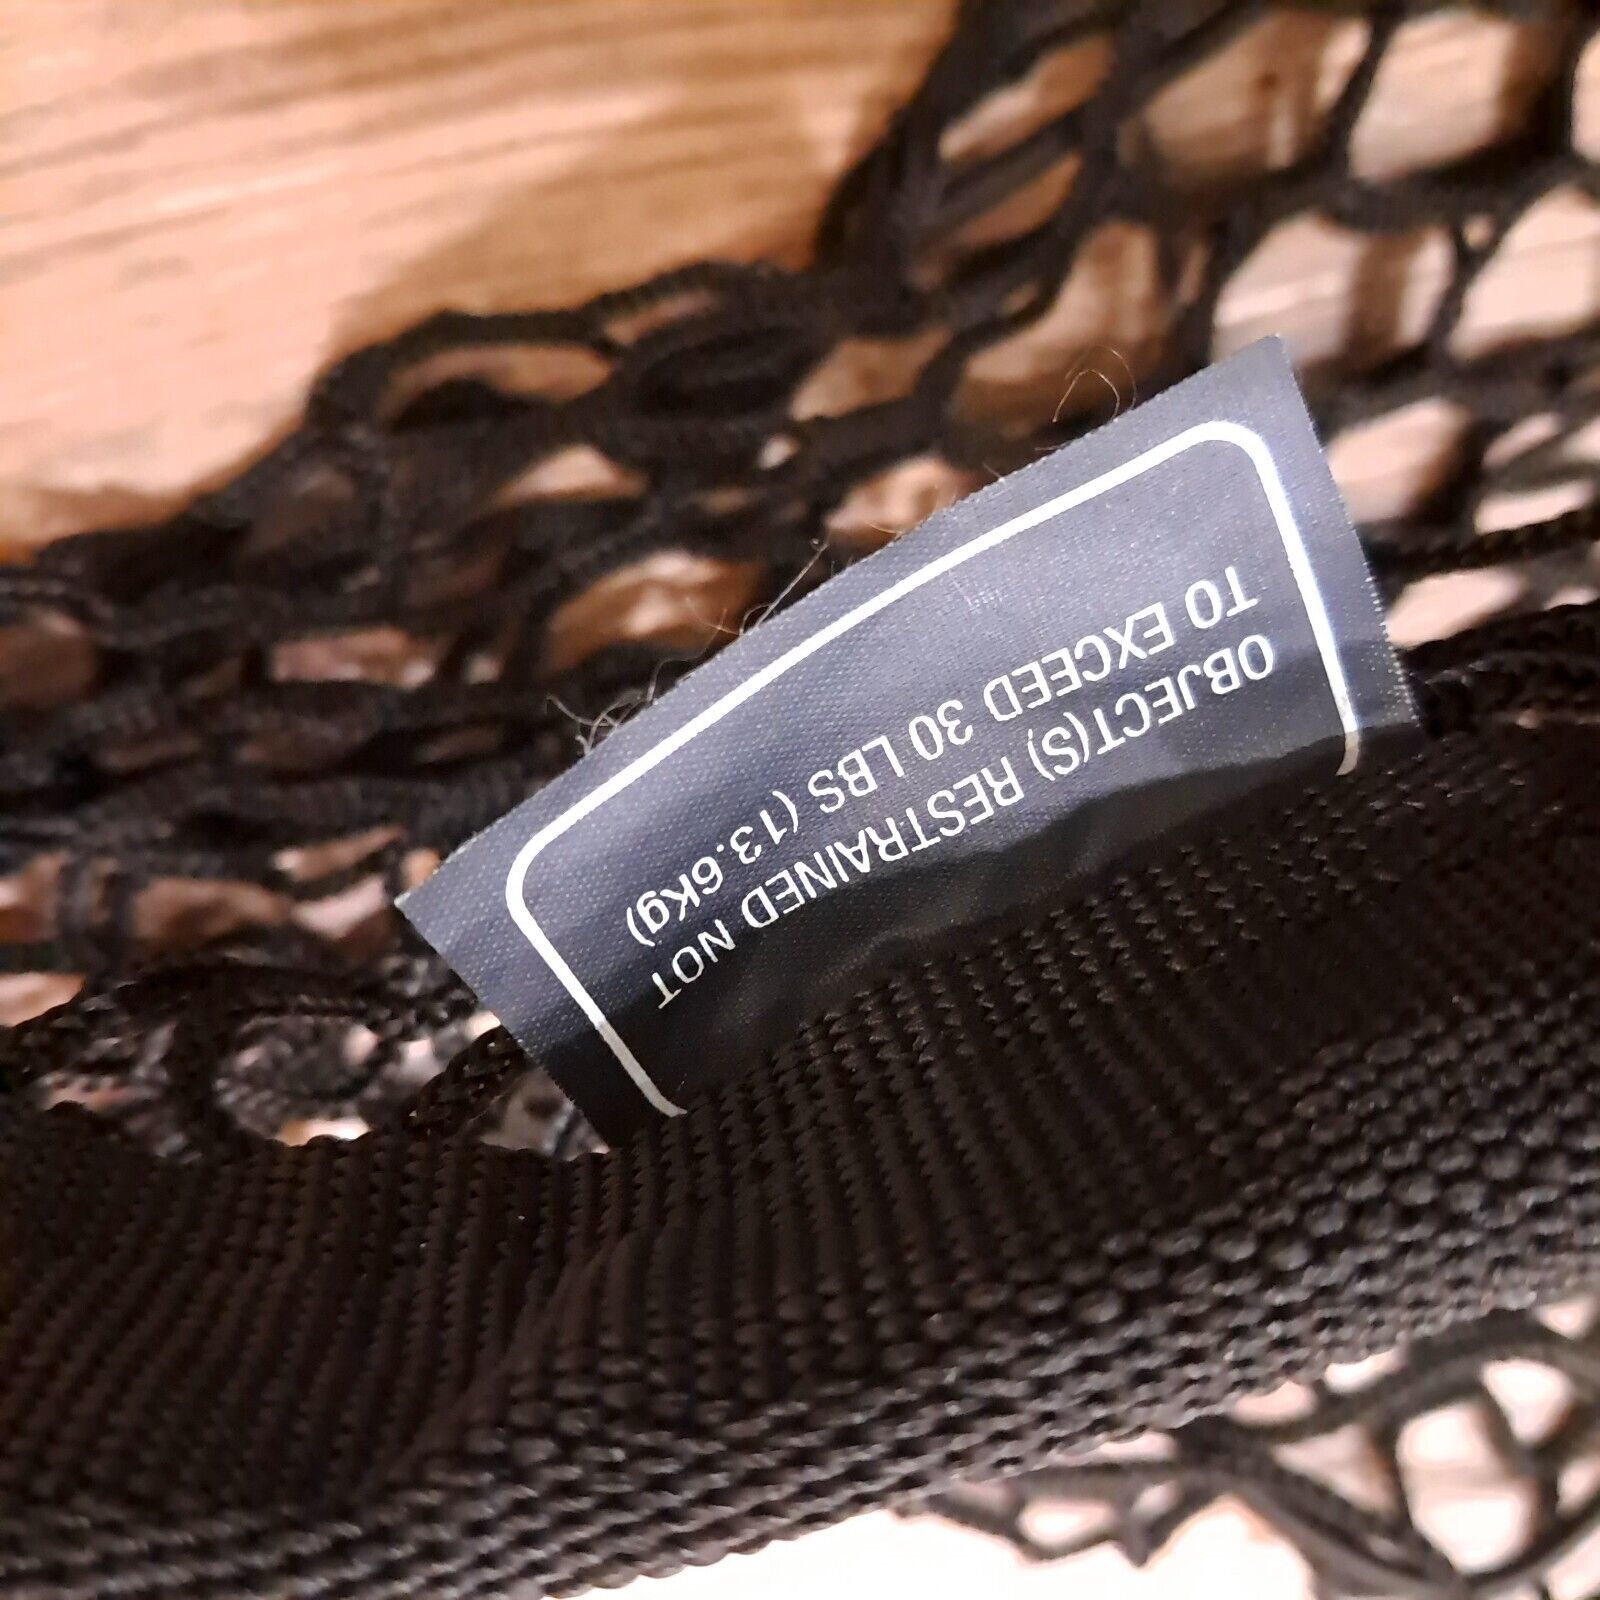 OBJECT(S) RESTRAINED NOT
TO EXCEED 30 LBS (13.6Kg)